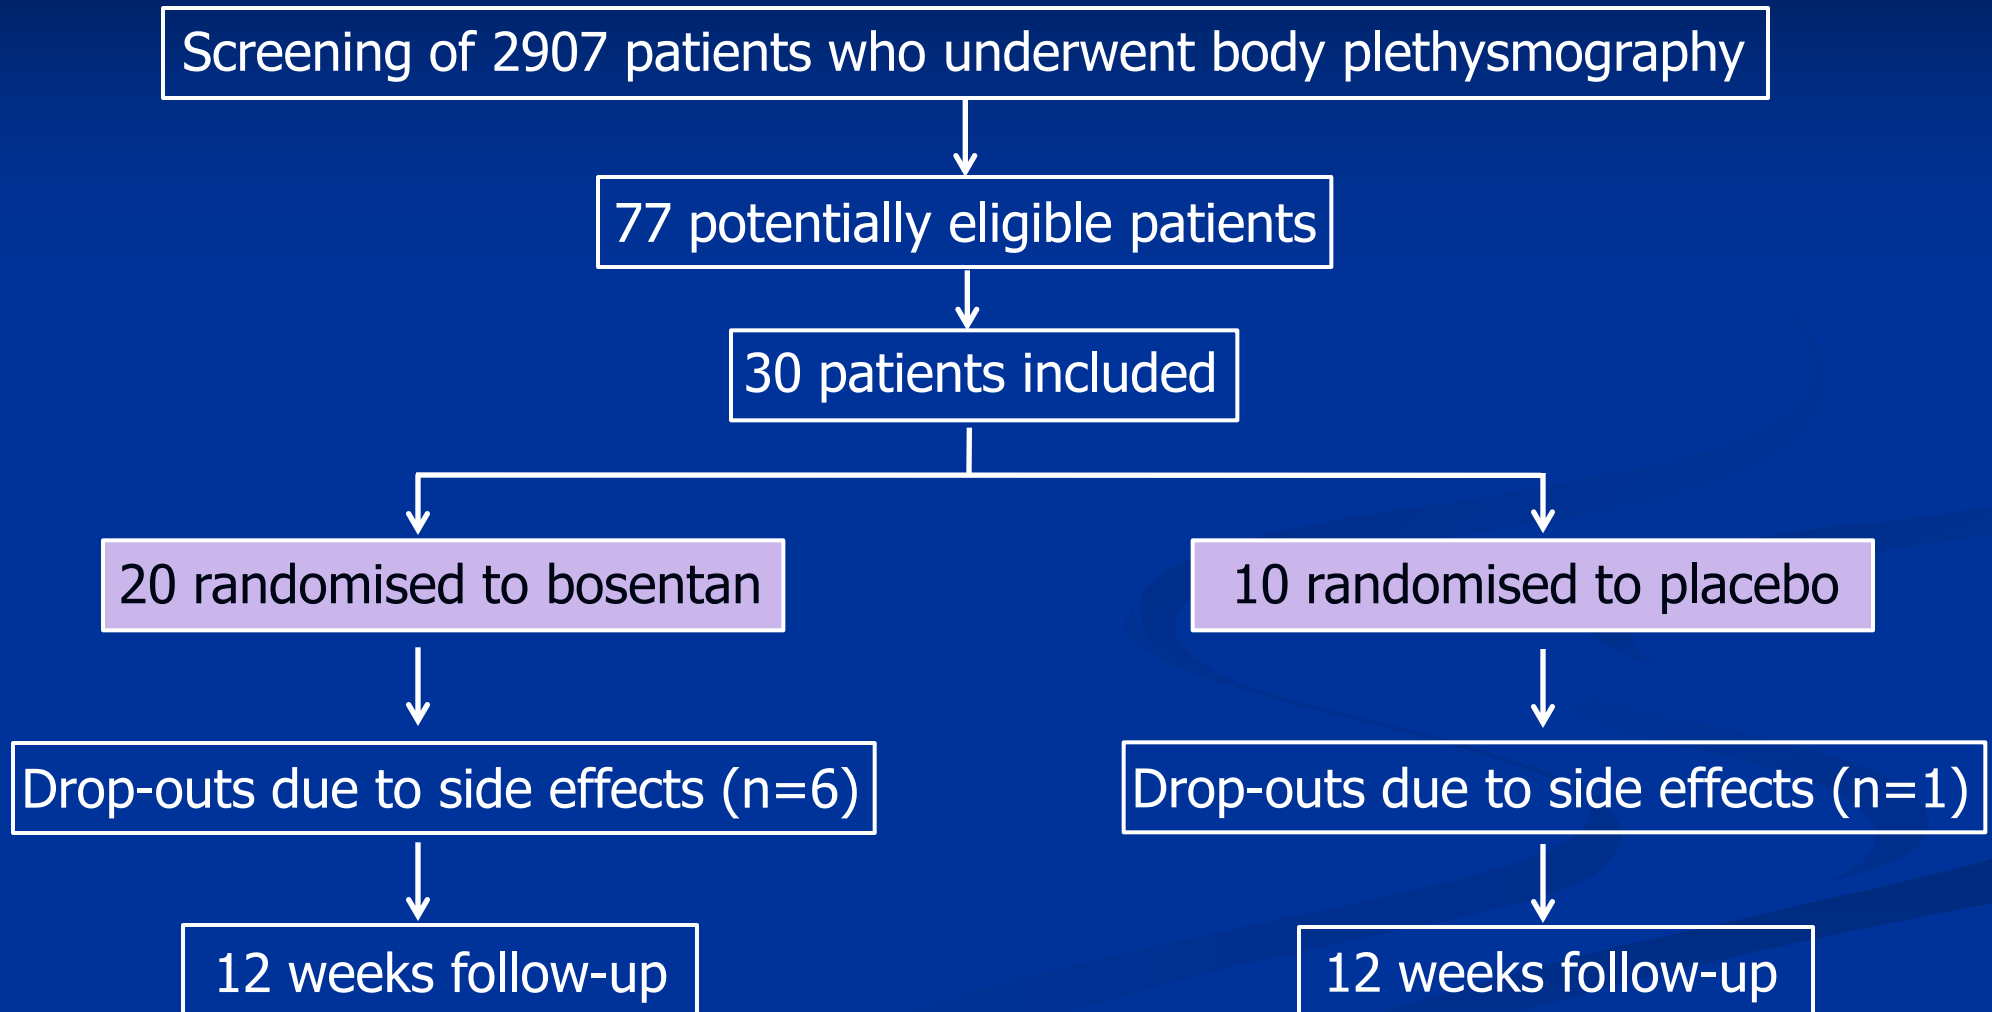 Screening of 2907 patients who underwent body plethysmography
77 potentially eligible patients
30 patients included
20 randomised to bosentan
10 randomised to placebo
Drop-outs due to side effects (n=6)
Drop-outs due to side effects (n=1)
12 weeks follow-up
12 weeks follow-up